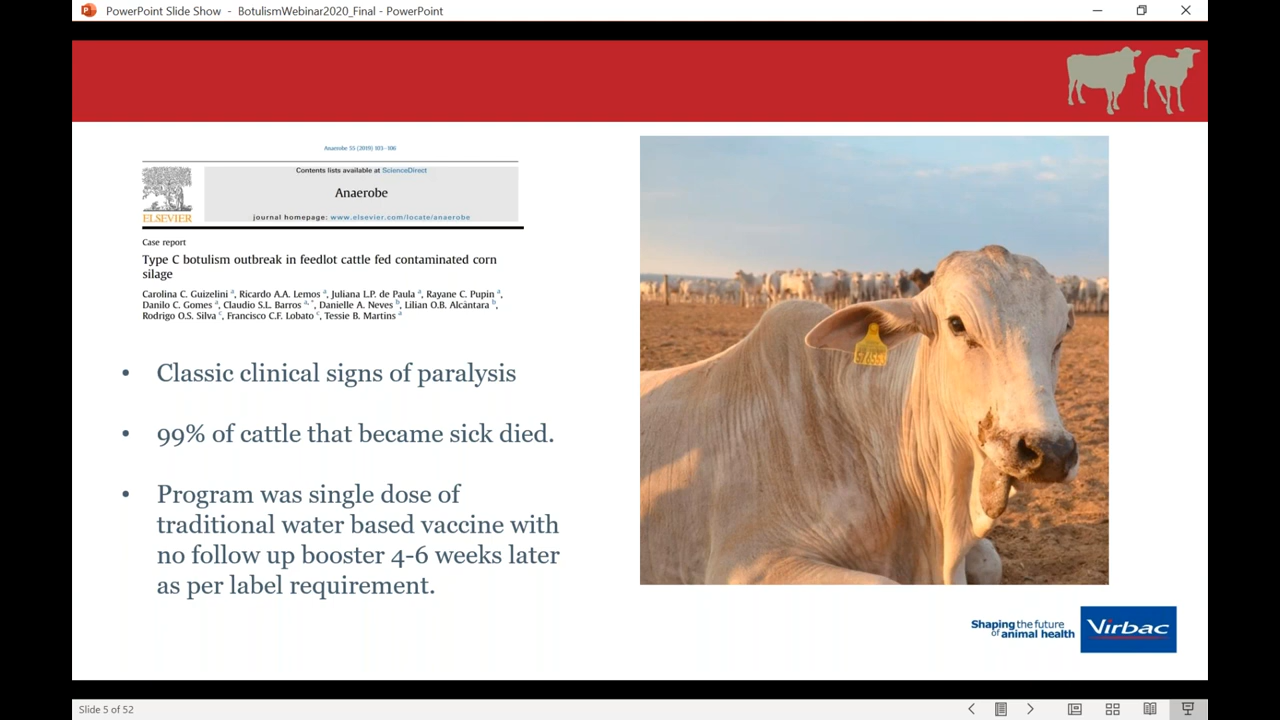 PowerPoint Slide Show - BotulismWebinar2020_Final - PowerPoint
Anaerobe 55 (2019) 103–106
Contents lists available at ScienceDirect
Anaerobe
journal homepage: www.elsevier.com/locate/anaerobe
ELSEVIER
Case report
Type C botulism outbreak in feedlot cattle fed contaminated corn
silage
Carolina C. Guizelini a, Ricardo A.A. Lemos a, Juliana L.P. de Paula a, Rayane C. Pupin a,
Danilo C. Gomes a, Claudio S.L. Barros a, *, Danielle A. Neves b, Lilian O.B. Alcântara b,
Rodrigo O.S. Silva c, Francisco C.F. Lobato c, Tessie B. Martins a
• Classic clinical signs of paralysis
• 99% of cattle that became sick died.
• Program was single dose of
traditional water based vaccine with
no follow up booster 4-6 weeks later
as per label requirement.
Shaping the future
of animal health
Virbac
Slide 5 of 52